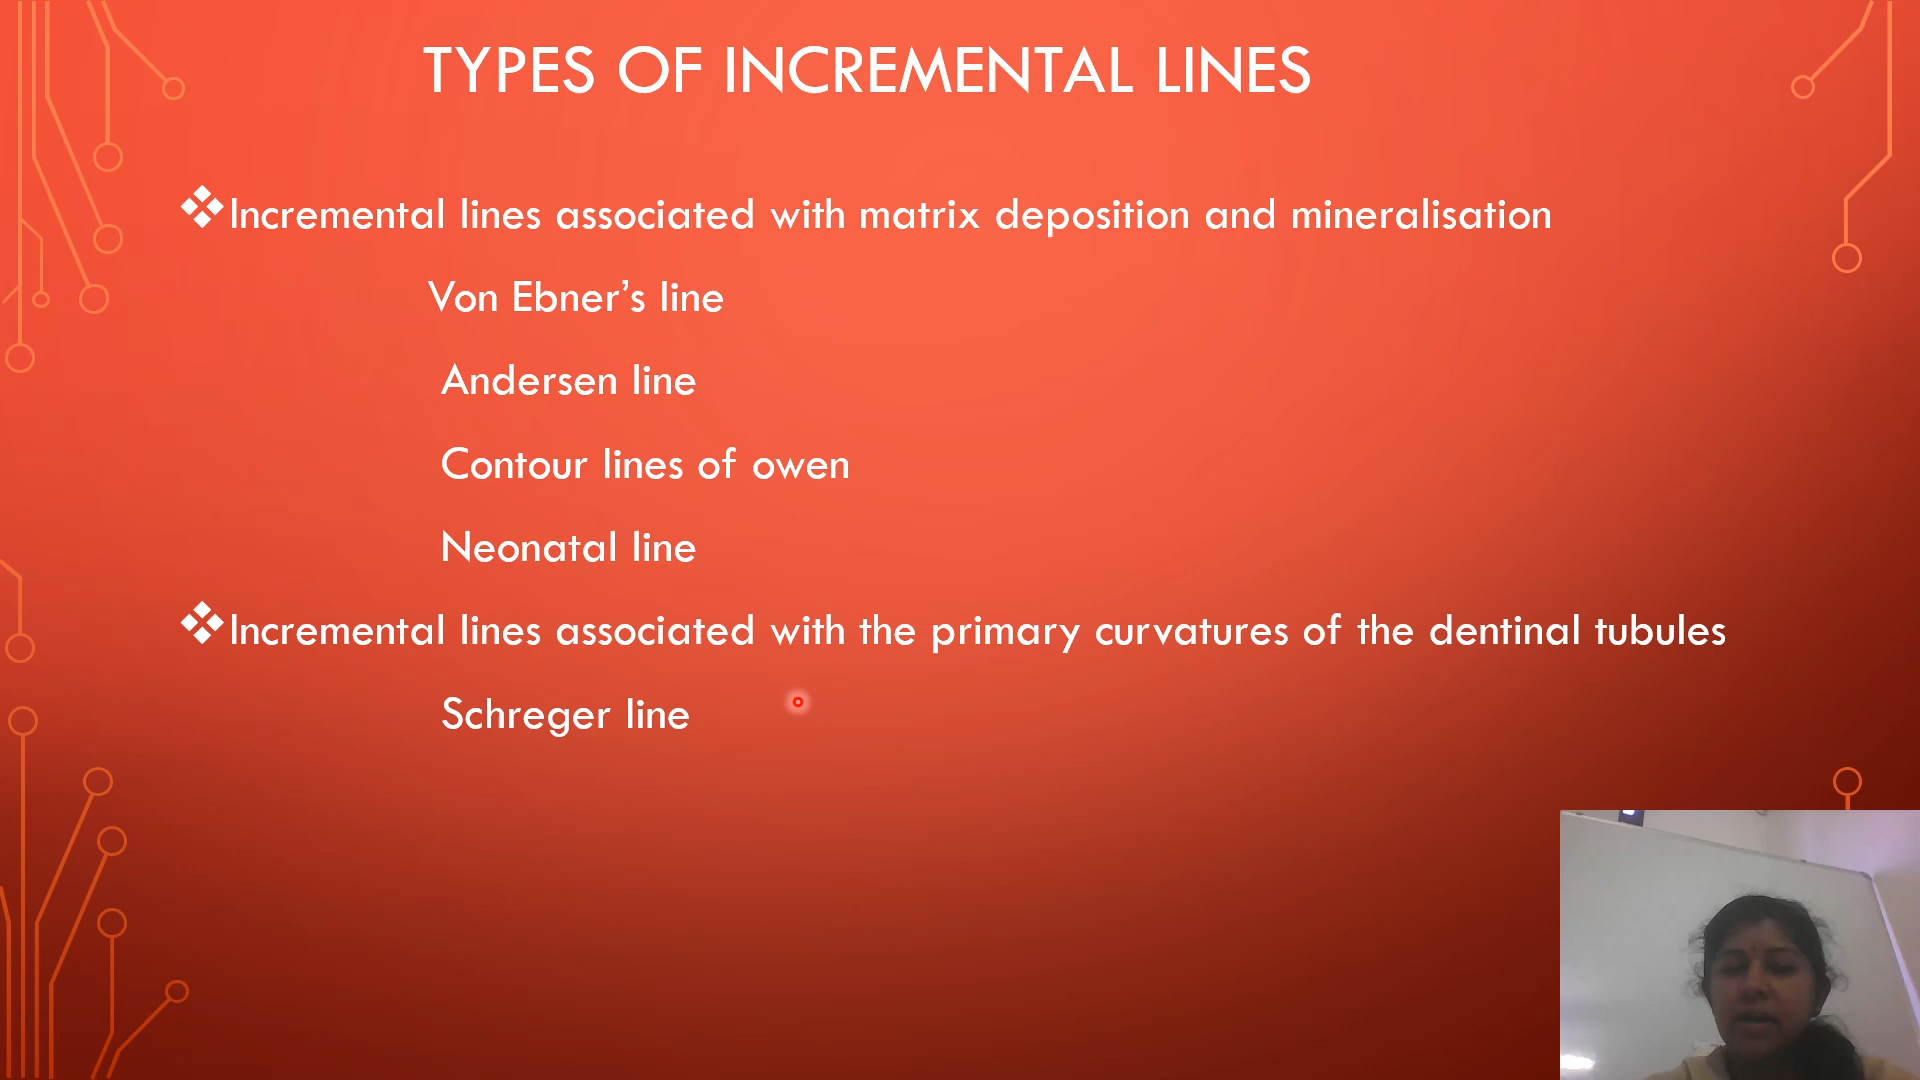 TYPES OF INCREMENTAL LINES
Incremental lines associated with matrix deposition and mineralisation
Von Ebner’s line
Andersen line
Contour lines of owen
Neonatal line
Incremental lines associated with the primary curvatures of the dentinal tubules
Schreger line